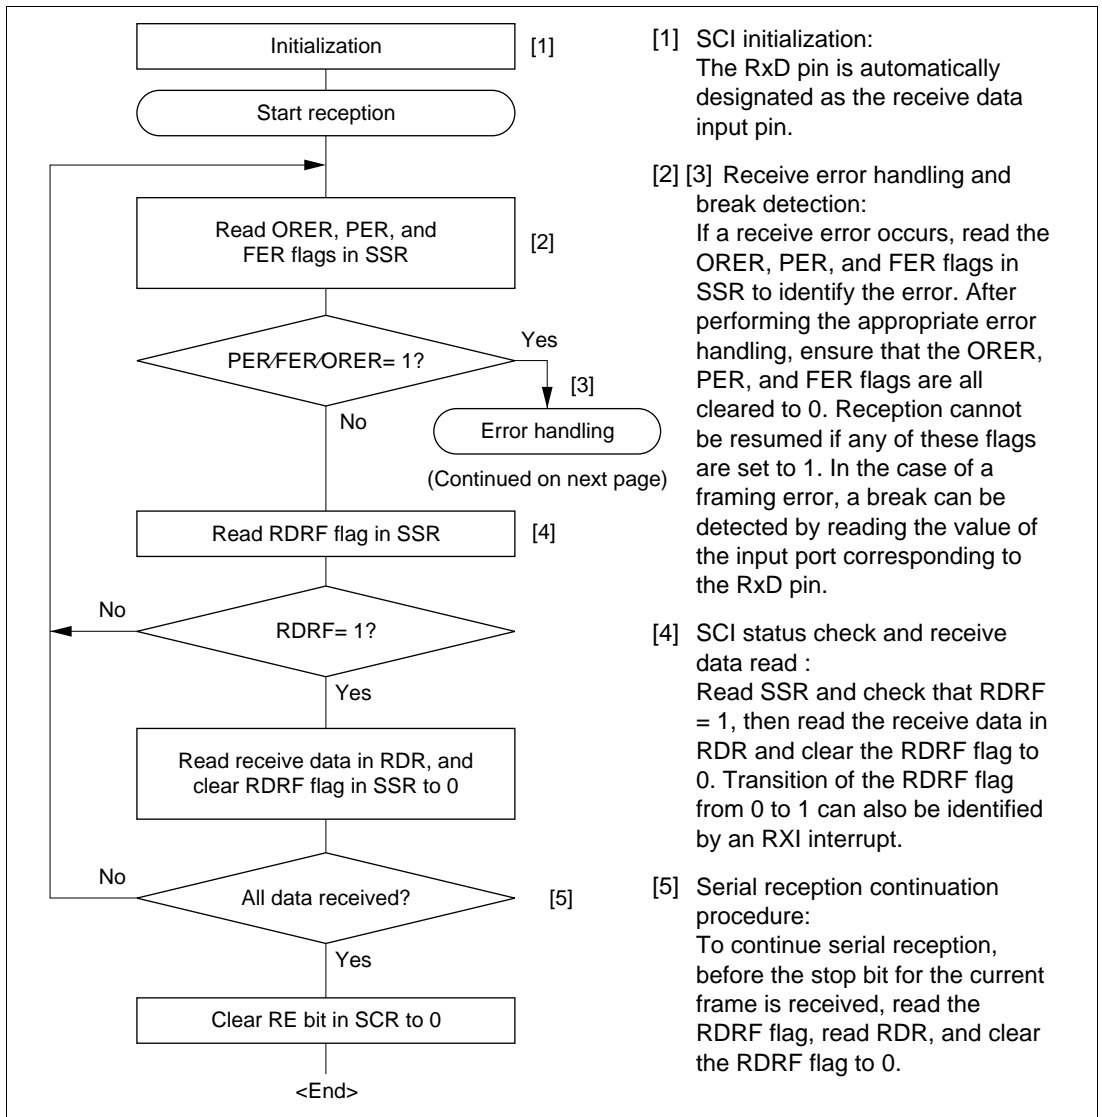 Initialization
[1]
Start reception
Read ORER, PER, and
FER flags in SSR
[2]
Yes
PER/FER/ORER= 1?
[3]
No
Error handling
(Continued on next page)
Read RDRF flag in SSR
[4]
No
RDRF= 1?
Yes
Read receive data in RDR, and
clear RDRF flag in SSR to 0
No
All data received?
[5]
Yes
Clear RE bit in SCR to 0
<End>
[1] SCI initialization:
The RxD pin is automatically
designated as the receive data
input pin.
[2] [3] Receive error handling and
break detection:
If a receive error occurs, read the
ORER, PER, and FER flags in
SSR to identify the error. After
performing the appropriate error
handling, ensure that the ORER,
PER, and FER flags are all
cleared to 0. Reception cannot
be resumed if any of these flags
are set to 1. In the case of a
framing error, a break can be
detected by reading the value of
the input port corresponding to
the RxD pin.
[4] SCI status check and receive
data read :
Read SSR and check that RDRF
= 1, then read the receive data in
RDR and clear the RDRF flag to
0. Transition of the RDRF flag
from 0 to 1 can also be identified
by an RXI interrupt.
[5] Serial reception continuation
procedure:
To continue serial reception,
before the stop bit for the current
frame is received, read the
RDRF flag, read RDR, and clear
the RDRF flag to 0.